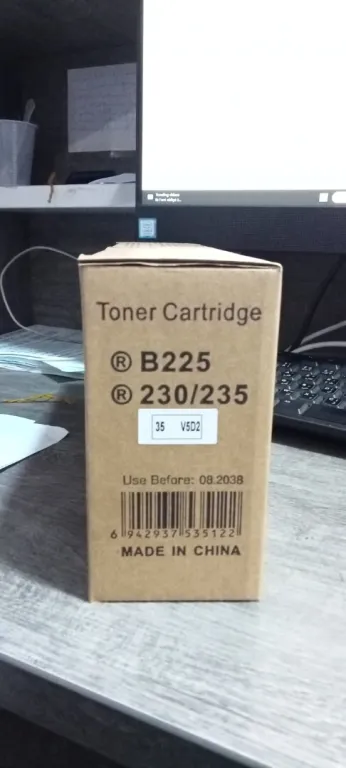 Toner Cartridge
® B225
® 230/235
35 V5D2
Use Before: 08.2038
6 942937 535122
MADE IN CHINA